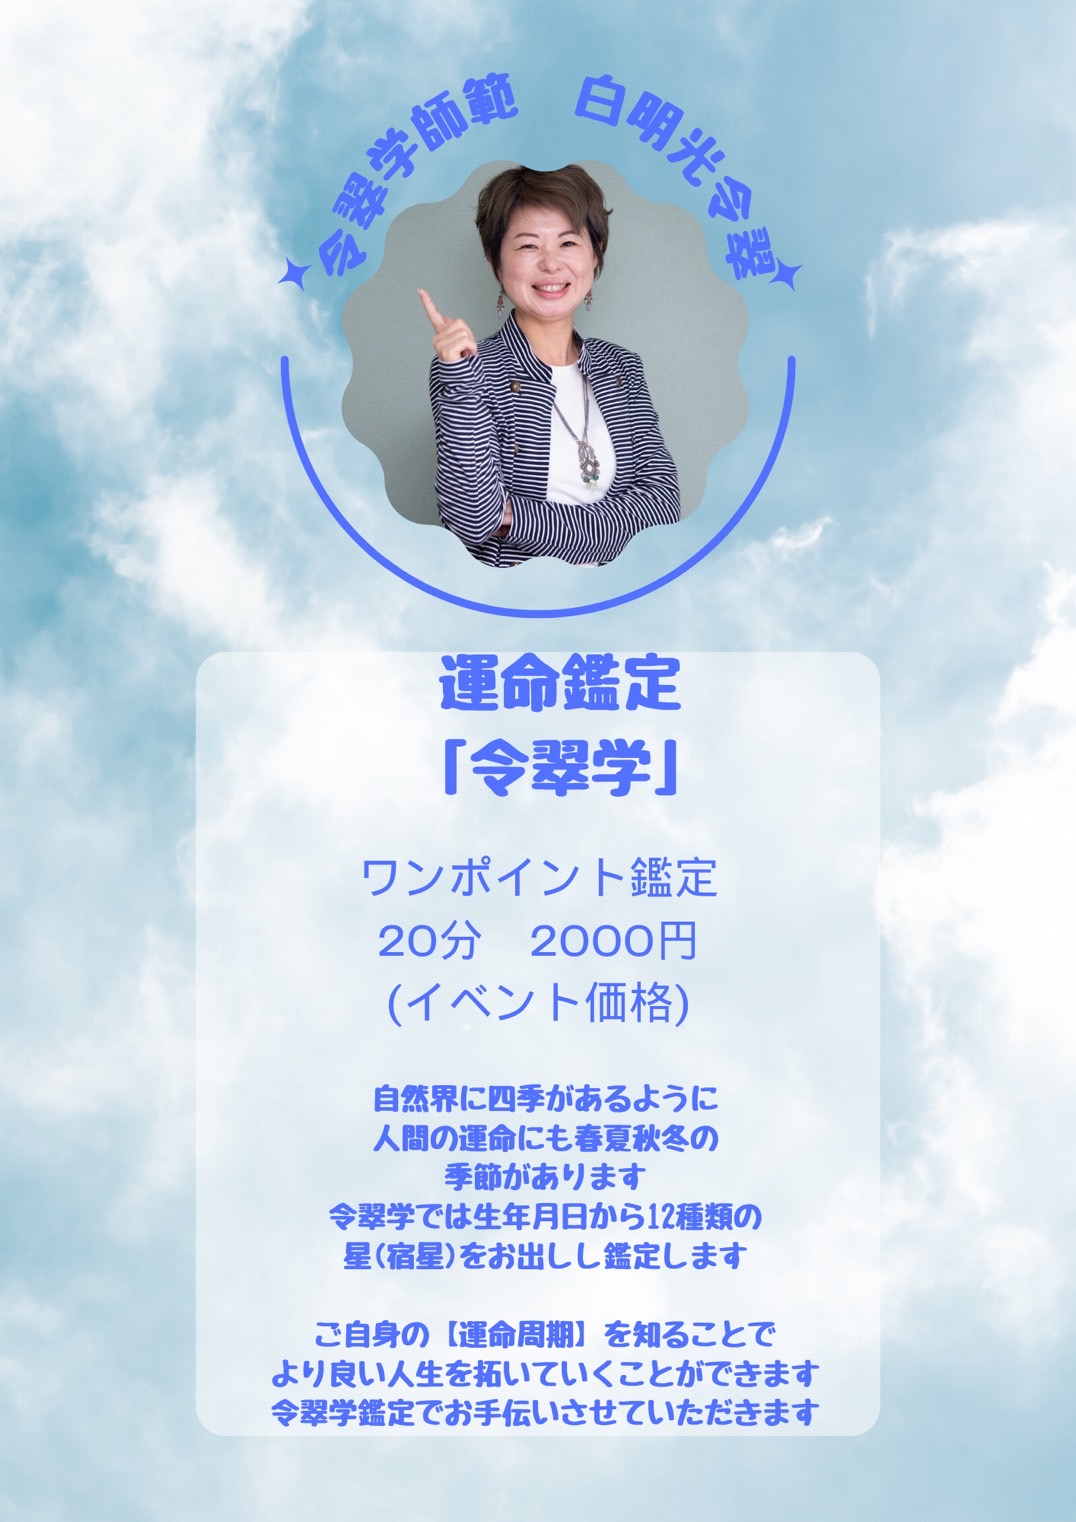 令翠学師範　白明光令翠
運命鑑定
「令翠学」
ワンポイント鑑定
20分　2000円
(イベント価格)
自然界に四季があるように
人間の運命にも春夏秋冬の
季節があります
令翠学では生年月日から12種類の
星(宿星)をお出しし鑑定します
ご自身の【運命周期】を知ることで
より良い人生を拓いていくことができます
令翠学鑑定でお手伝いさせていただきます